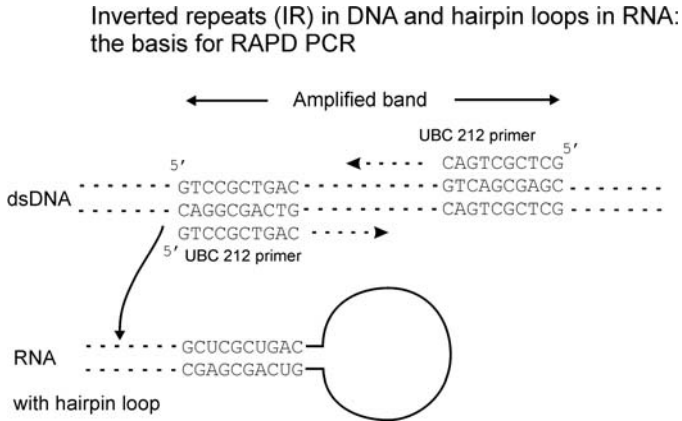 Inverted repeats (IR) in DNA and hairpin loops in RNA:
the basis for RAPD PCR
Amplified band
UBC 212 primer
5′
CAGTCGCTCG
5′
GTCCGCTGAC
GTCAGCGAGC
dsDNA
CAGGCGACTG
CAGTCGCTCG
GTCCGCTGAC
5′ UBC 212 primer
GCUCGCUGAC
RNA
CGAGCGACUG
with hairpin loop